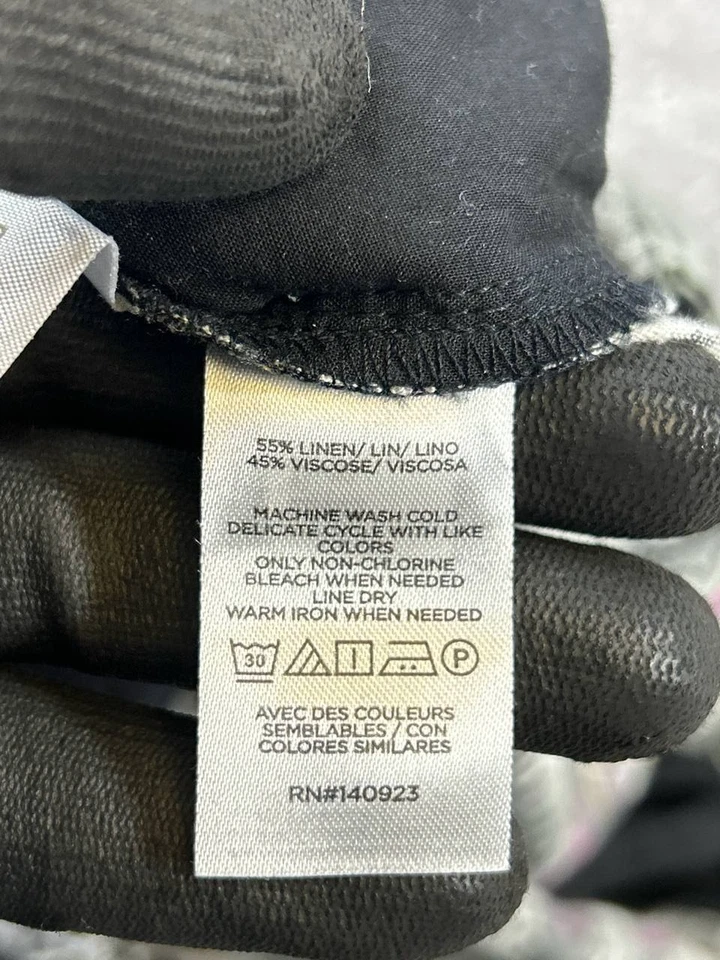 55% LINEN/ LIN/ LINO
45% VISCOSE/ VISCOSA
MACHINE WASH COLD
DELICATE CYCLE WITH LIKE
COLORS
ONLY NON-CHLORINE
BLEACH WHEN NEEDED
LINE DRY
WARM IRON WHEN NEEDED
30 P
AVEC DES COULEURS
SEMBLABLES / CON
COLORES SIMILARES
RN#140923